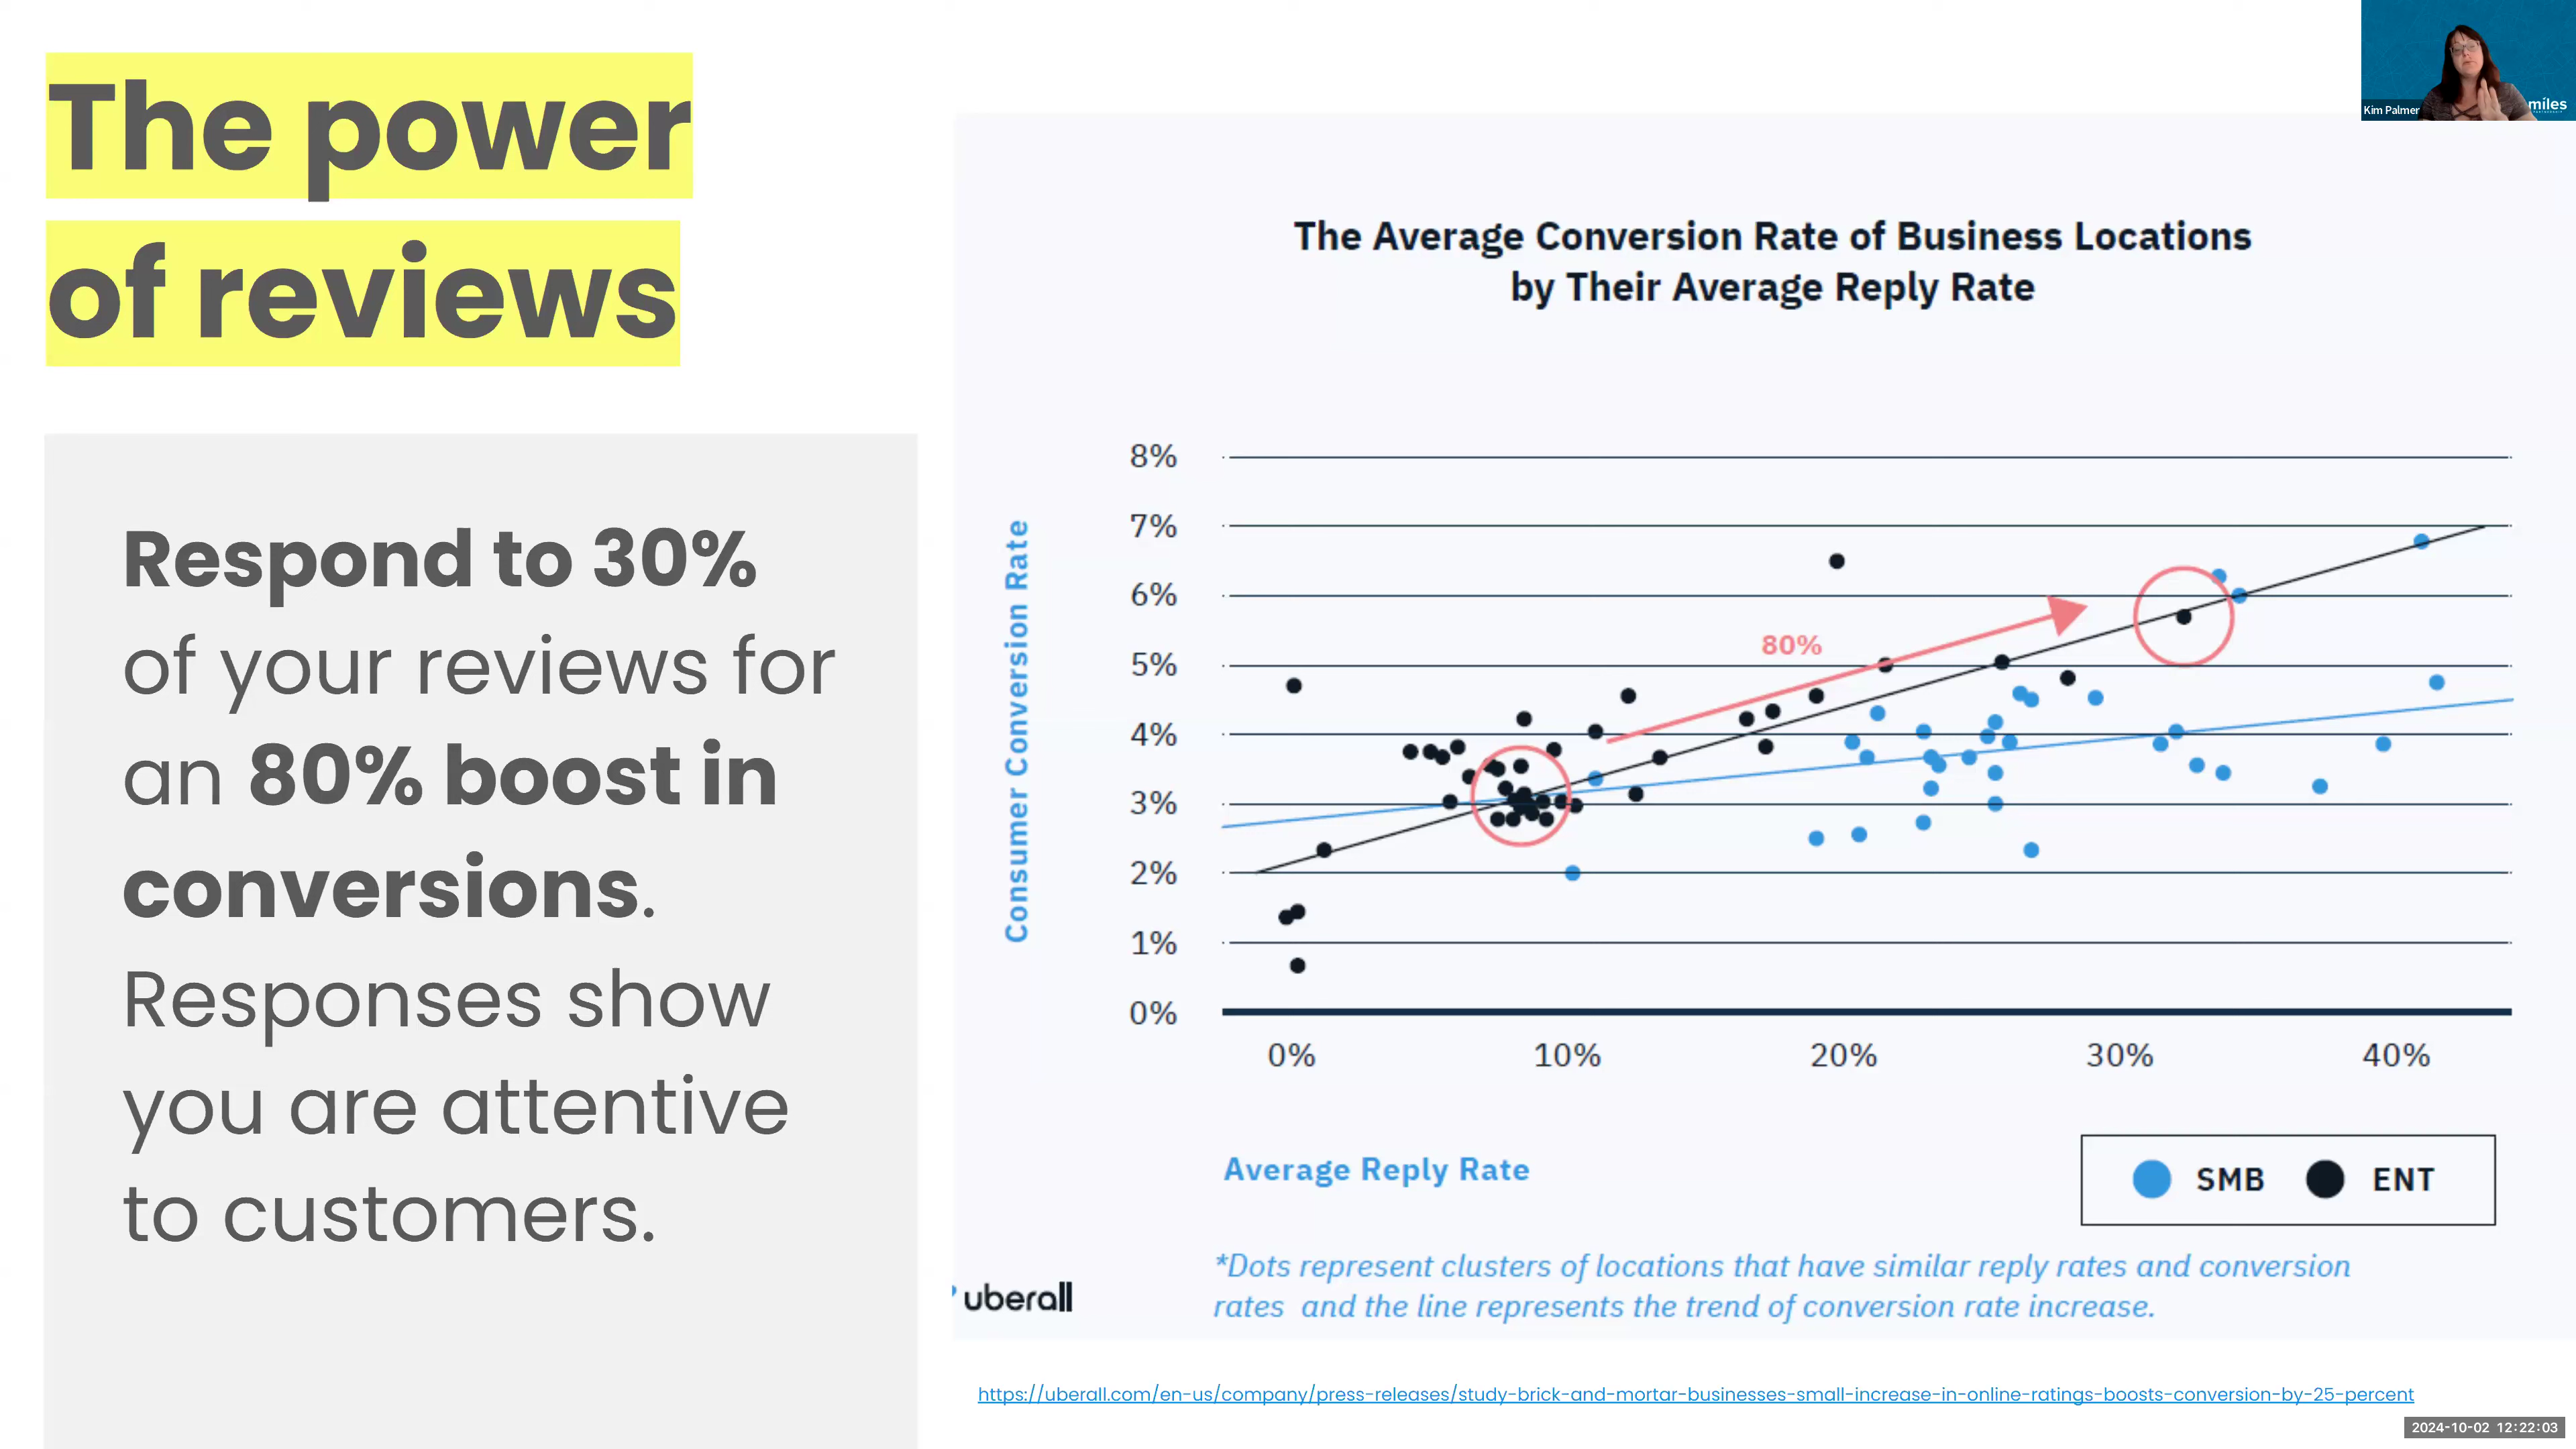 The power
of reviews
Respond to 30%
of your reviews for
an 80% boost in
conversions.
Responses show
you are attentive
to customers.
Kim Palmer
miles
The Average Conversion Rate of Business Locations
by Their Average Reply Rate
Consumer Conversion Rate
8%
7%
6%
5%
4%
3%
2%
1%
0%
80%
0% 10% 20% 30% 40%
Average Reply Rate
SMB ENT
*Dots represent clusters of locations that have similar reply rates and conversion
rates and the line represents the trend of conversion rate increase.
uberall
https://uberall.com/en-us/company/press-releases/study-brick-and-mortar-businesses-small-increase-in-online-ratings-boosts-conversion-by-25-percent
2024-10-02 12:22:03